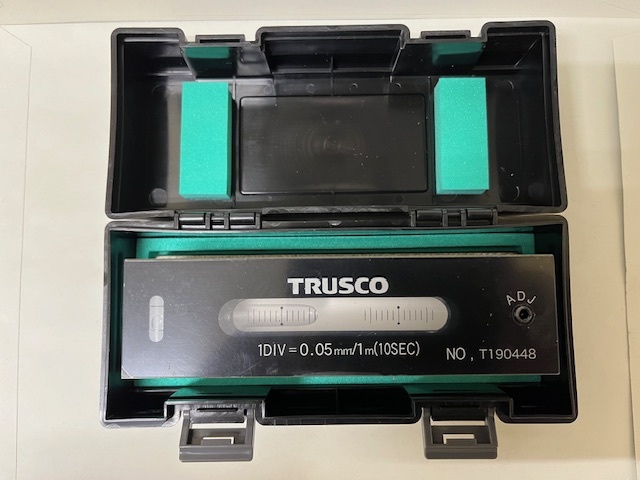 TRUSCO
ADJ
1DIV=0.05mm/1m(10SEC)
NO, T190448